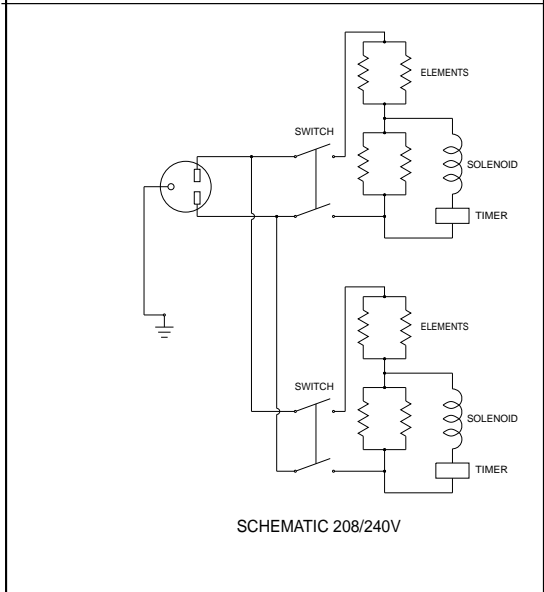 ELEMENTS
SWITCH
SOLENOID
TIMER
ELEMENTS
SWITCH
SOLENOID
TIMER
SCHEMATIC 208/240V